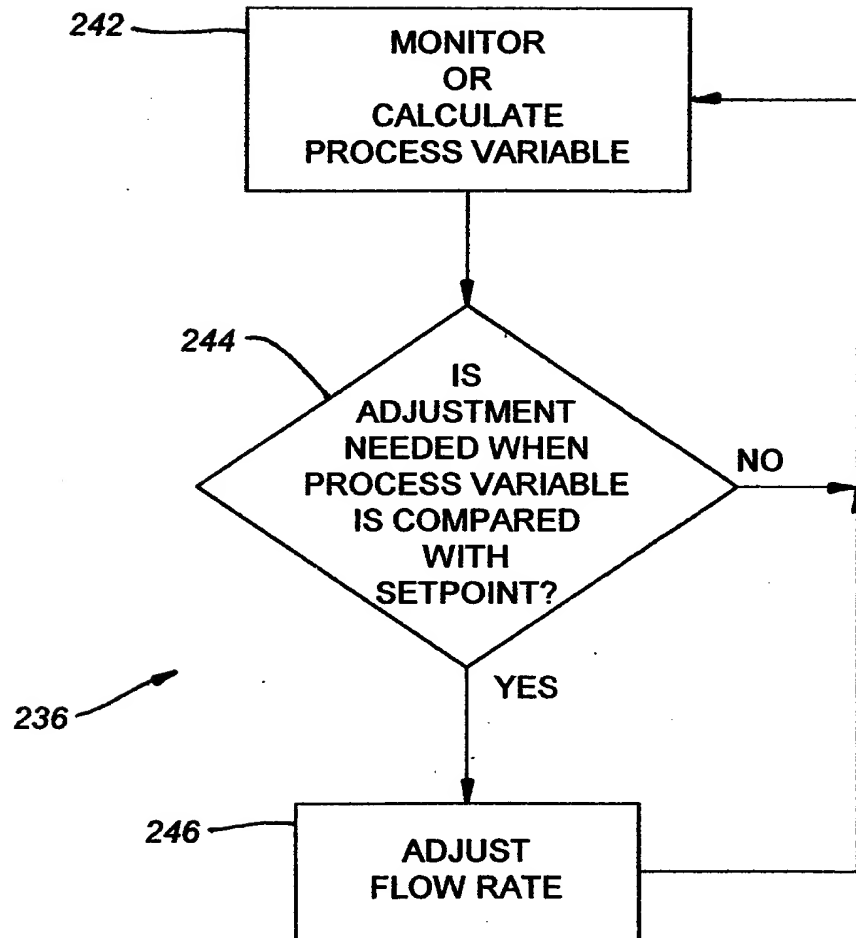 242
MONITOR
OR
CALCULATE
PROCESS VARIABLE
244
IS
ADJUSTMENT
NEEDED WHEN
PROCESS VARIABLE
IS COMPARED
WITH
SETPOINT?
NO
YES
236
246
ADJUST
FLOW RATE